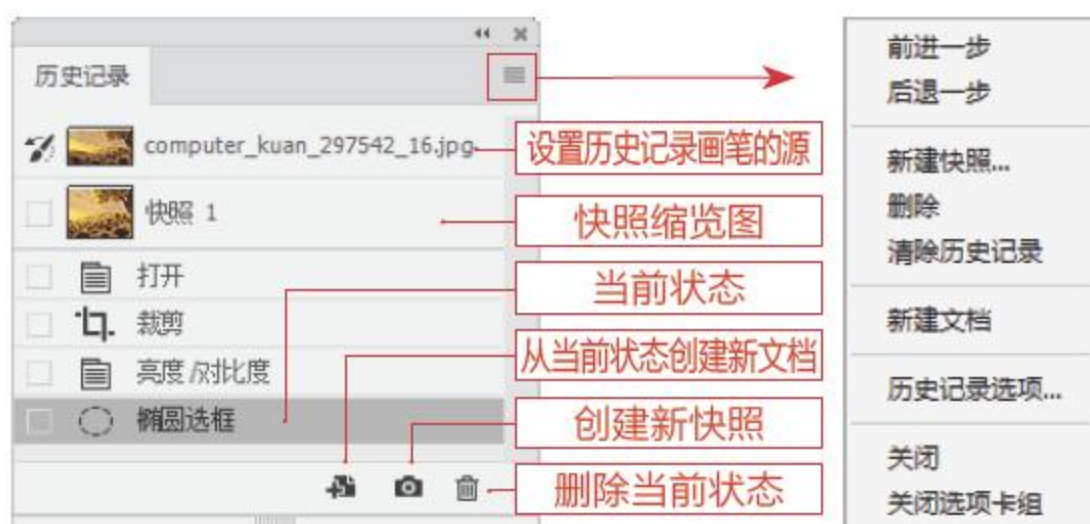 历史记录
computer_kuan_297542_16.jpg
快照 1
打开
裁剪
亮度/对比度
椭圆选框
设置历史记录画笔的源
快照缩览图
当前状态
从当前状态创建新文档
创建新快照
删除当前状态
前进一步
后退一步
新建快照...
删除
清除历史记录
新建文档
历史记录选项...
关闭
关闭选项卡组